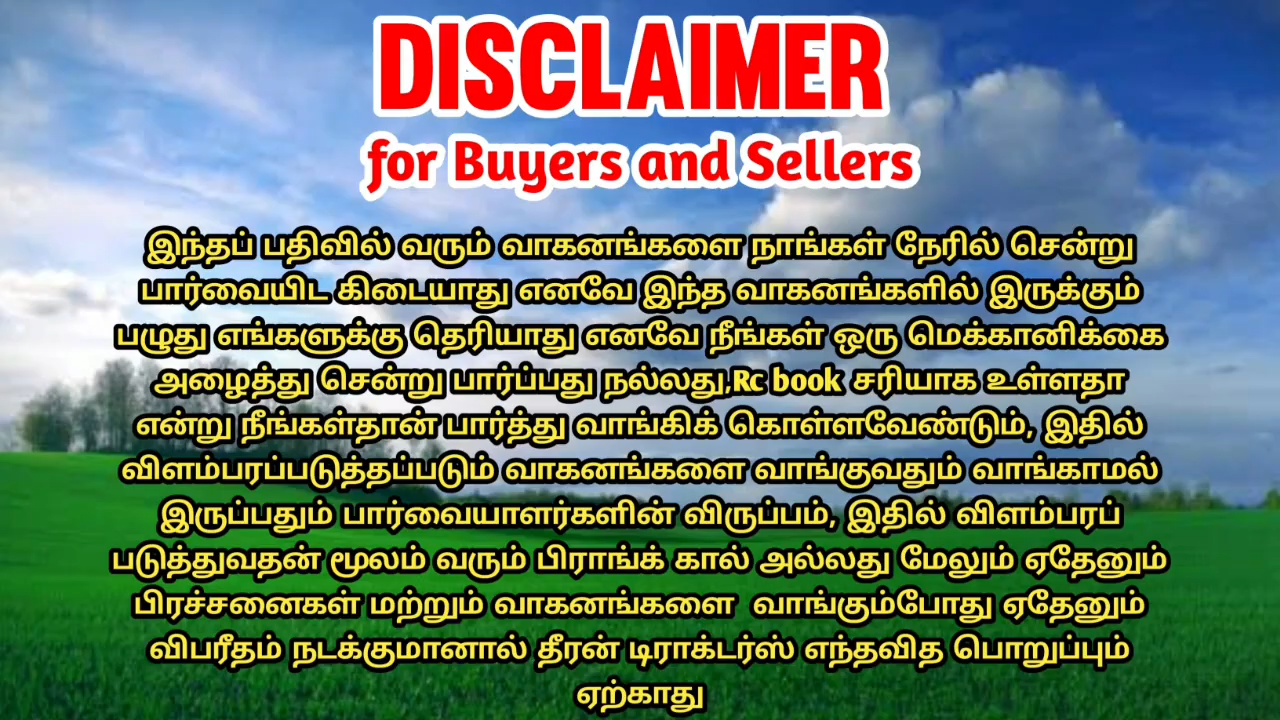 DISCLAIMER
for Buyers and Sellers
இந்தப் பதிவில் வரும் வாகனங்களை நாங்கள் நேரில் சென்று
பார்வையிட கிடையாது எனவே இந்த வாகனங்களில் இருக்கும்
பழுது எங்களுக்கு தெரியாது எனவே நீங்கள் ஒரு மெக்கானிக்கை
அழைத்து சென்று பார்ப்பது நல்லது,Rc book சரியாக உள்ளதா
என்று நீங்கள்தான் பார்த்து வாங்கிக் கொள்ளவேண்டும், இதில்
விளம்பரப்படுத்தப்படும் வாகனங்களை வாங்குவதும் வாங்காமல்
இருப்பதும் பார்வையாளர்களின் விருப்பம், இதில் விளம்பரப்
படுத்துவதன் மூலம் வரும் பிராங்க் கால் அல்லது மேலும் ஏதேனும்
பிரச்சனைகள் மற்றும் வாகனங்களை வாங்கும்போது ஏதேனும்
விபரீதம் நடக்குமானால் தீரன் டிராக்டர்ஸ் எந்தவித பொறுப்பும்
ஏற்காது